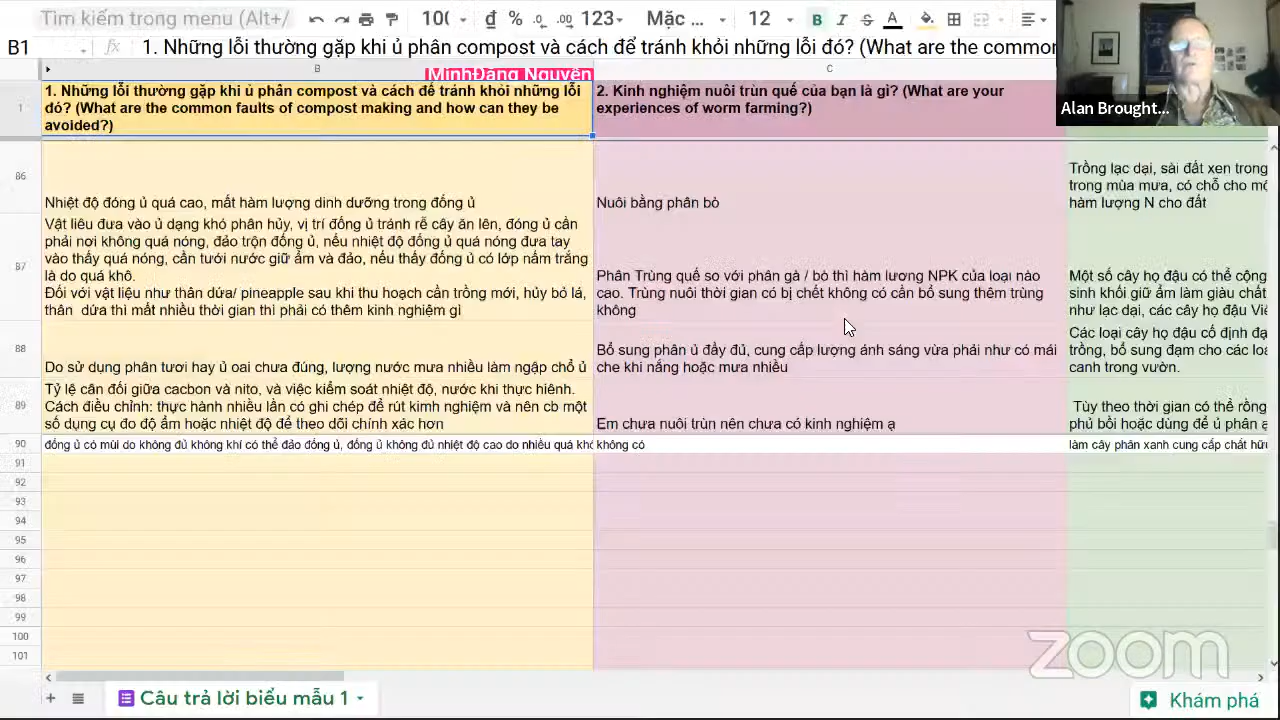 Tìm kiếm trong menu (Alt+/
100
₫ % .0 .00 123
Mặc ...
12
B I S A
B1
fx
1. Những lỗi thường gặp khi ủ phân compost và cách để tránh khỏi những lỗi đó? (What are the common
Alan Brought...
B
C
MinhĐăng Nguyễn
1
1. Những lỗi thường gặp khi ủ phân compost và cách để tránh khỏi những lỗi
đó? (What are the common faults of compost making and how can they be
avoided?)
2. Kinh nghiệm nuôi trùn quế của bạn là gì? (What are your
experiences of worm farming?)
86
Nhiệt độ đóng ủ quá cao, mất hàm lượng dinh dưỡng trong đống ủ
Nuôi bằng phân bò
Trồng lạc dại, sài đất xen trong
trong mùa mưa, có chỗ cho
hàm lượng N cho đất
87
Vật liêu đưa vào ủ dạng khó phân hủy, vị trí đống ủ tránh rễ cây ăn lên, đóng ủ cần
phải nơi không quá nóng, đảo trộn đống ủ, nếu nhiệt độ đống ủ quá nóng đưa tay
vào thấy quá nóng, cần tưới nước giữ ẩm và đảo, nếu thấy đống ủ có lớp nấm trắng
là do quá khô.
Đối với vật liệu như thân dứa/ pineapple sau khi thu hoạch cần trồng mới, hủy bỏ lá,
thân dứa thì mất nhiều thời gian thì phải có thêm kinh nghiệm gì
Phân Trùng quế so với phân gà / bò thì hàm lương NPK của loại nào
cao. Trùng nuôi thời gian có bị chết không có cần bổ sung thêm trùng
không
Một số cây họ đậu có thể cộng
sinh khối giữ ẩm làm giàu chất
như lạc dại, các cây họ đậu
88
Do sử dụng phân tươi hay ủ oai chưa đúng, lượng nước mưa nhiều làm ngập chổ ủ
Bổ sung phân ủ đầy đủ, cung cấp lượng ánh sáng vừa phải như có mái
che khi nắng hoặc mưa nhiều
Các loại cây họ đậu cố định
trồng, bổ sung đạm cho các
canh trong vườn.
89
Tỷ lệ cân đối giữa cacbon và nito, và việc kiểm soát nhiệt độ, nước khi thực hiênh.
Cách điều chỉnh: thực hành nhiều lần có ghi chép để rút kimh nghiệm và nên cb một
số dụng cụ đo độ ẩm hoặc nhiệt độ để theo dõi chính xác hơn
Em chưa nuôi trùn nên chưa có kinh nghiệm ạ
Tùy theo thời gian có thể rồng
phủ bồi hoặc dùng để ủ phân
90
đống ủ có mùi do không đủ không khí có thể đảo đống ủ, đống ủ không đủ nhiệt độ cao do nhiều quá
không có
làm cây phân xanh cung cấp chất
91
92
93
94
95
96
97
98
99
100
101
zoom
+
Câu trả lời biểu mẫu 1
Khám phá